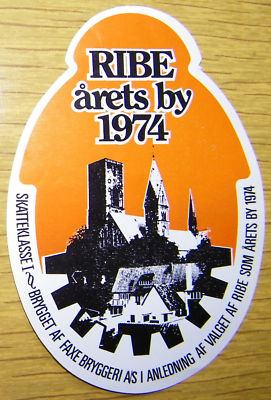 RIBE
årets by
1974
SKATTEKLASSE I ~ BRYGGET AF FAXE BRYGGERI A/S I ANLEDNING AF VALGET AF RIBE SOM ÅRETS BY 1974